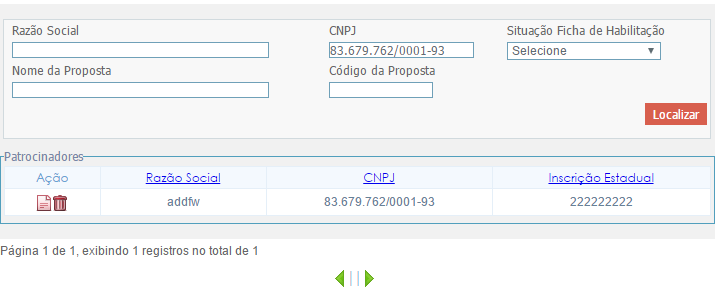 Razão Social CNPJ Situação Ficha de Habilitação
83.679.762/0001-93 Selecione
Nome da Proposta Código da Proposta
Localizar
Patrocinadores
Ação Razão Social CNPJ Inscrição Estadual
addfw 83.679.762/0001-93 222222222
Página 1 de 1, exibindo 1 registros no total de 1